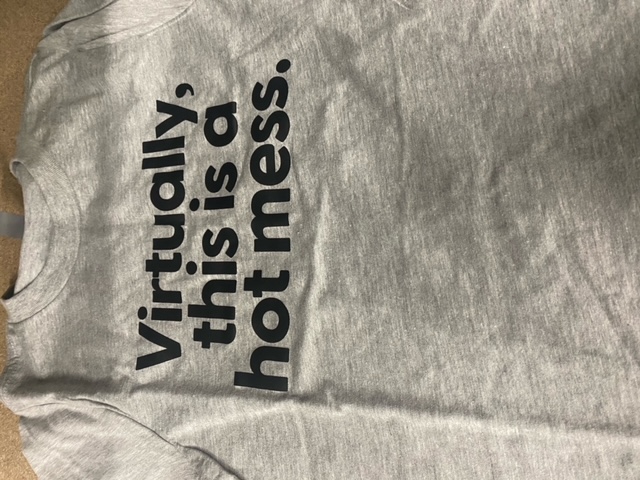 Virtually,
this is a
hot mess.